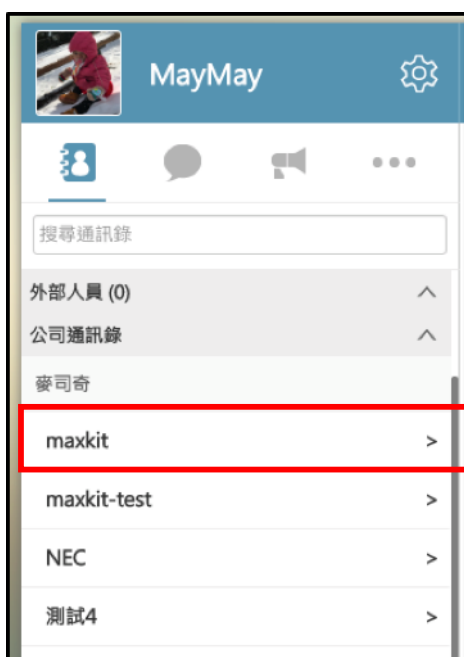 MayMay
搜尋通訊錄
外部人員 (0)
公司通訊錄
麥司奇
maxkit >
maxkit-test >
NEC >
測試4 >